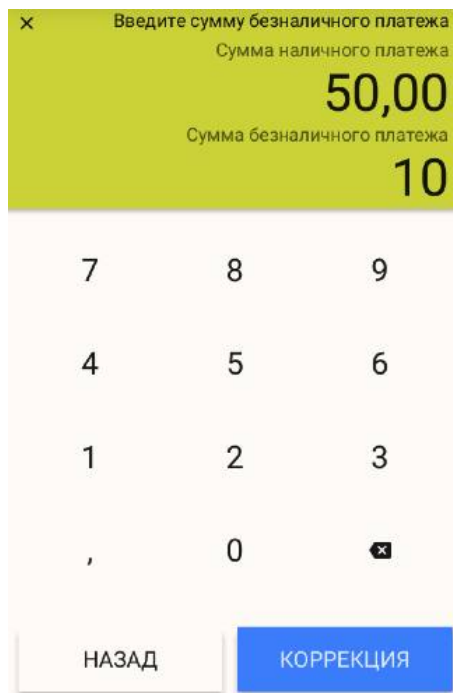 × Введите сумму безналичного платежа
Сумма наличного платежа
50,00
Сумма безналичного платежа
10
7 8 9
4 5 6
1 2 3
, 0
НАЗАД КОРРЕКЦИЯ